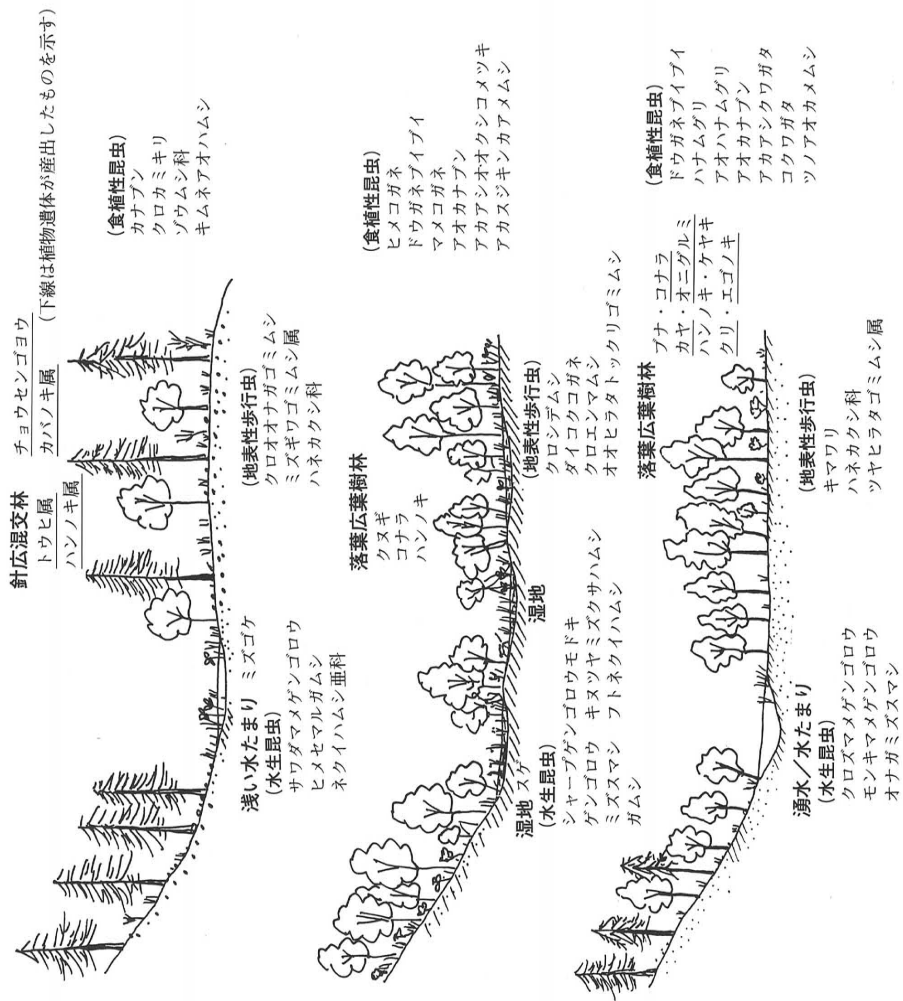 (下線は植物遺体が産出したものを示す)
針広混交林
トウヒ属
ハンノキ属
チョウセンゴヨウ
カバノキ属
(食植性昆虫)
カナブン
クロカミキリ
ゾウムシ科
キムネアオハムシ
浅い水たまり ミズゴケ
(水生昆虫)
サワダマメゲンゴロウ
ヒメセマルガムシ
ネクイハムシ亜科
(地表性歩行虫)
クロオオナガゴミムシ
ミズギワゴミムシ属
ハネカクシ科
落葉広葉樹林
クヌギ
コナラ
ハンノキ
(食植性昆虫)
ヒメコガネ
ドウガネブイブイ
マメコガネ
アオカナブン
アカアシオオクシコメツキ
アカスジキンカアメムシ
湿地 スゲ
(水生昆虫)
シャープゲンゴロウモドキ
ゲンゴロウ キヌツヤミズクサハムシ
ミズスマシ フトネクイハムシ
ガムシ
湿地
(地表性歩行虫)
クロシデムシ
ダイコクコガネ
クロエンマムシ
オオヒラタトックリゴミムシ
落葉広葉樹林
ブナ・コナラ
カヤ・オニグルミ
ハンノキ・ケヤキ
クリ・エゴノキ
(食植性昆虫)
ドウガネブイブイ
ハナムグリ
アオハナムグリ
アオカナブン
アカアシクワガタ
コクワガタ
ツノアオカメムシ
湧水/水たまり
(水生昆虫)
クロズマメゲンゴロウ
モンキマメゲンゴロウ
オナガミズスマシ
(地表性歩行虫)
キマワリ
ハネカクシ科
ツヤヒラタゴミムシ属